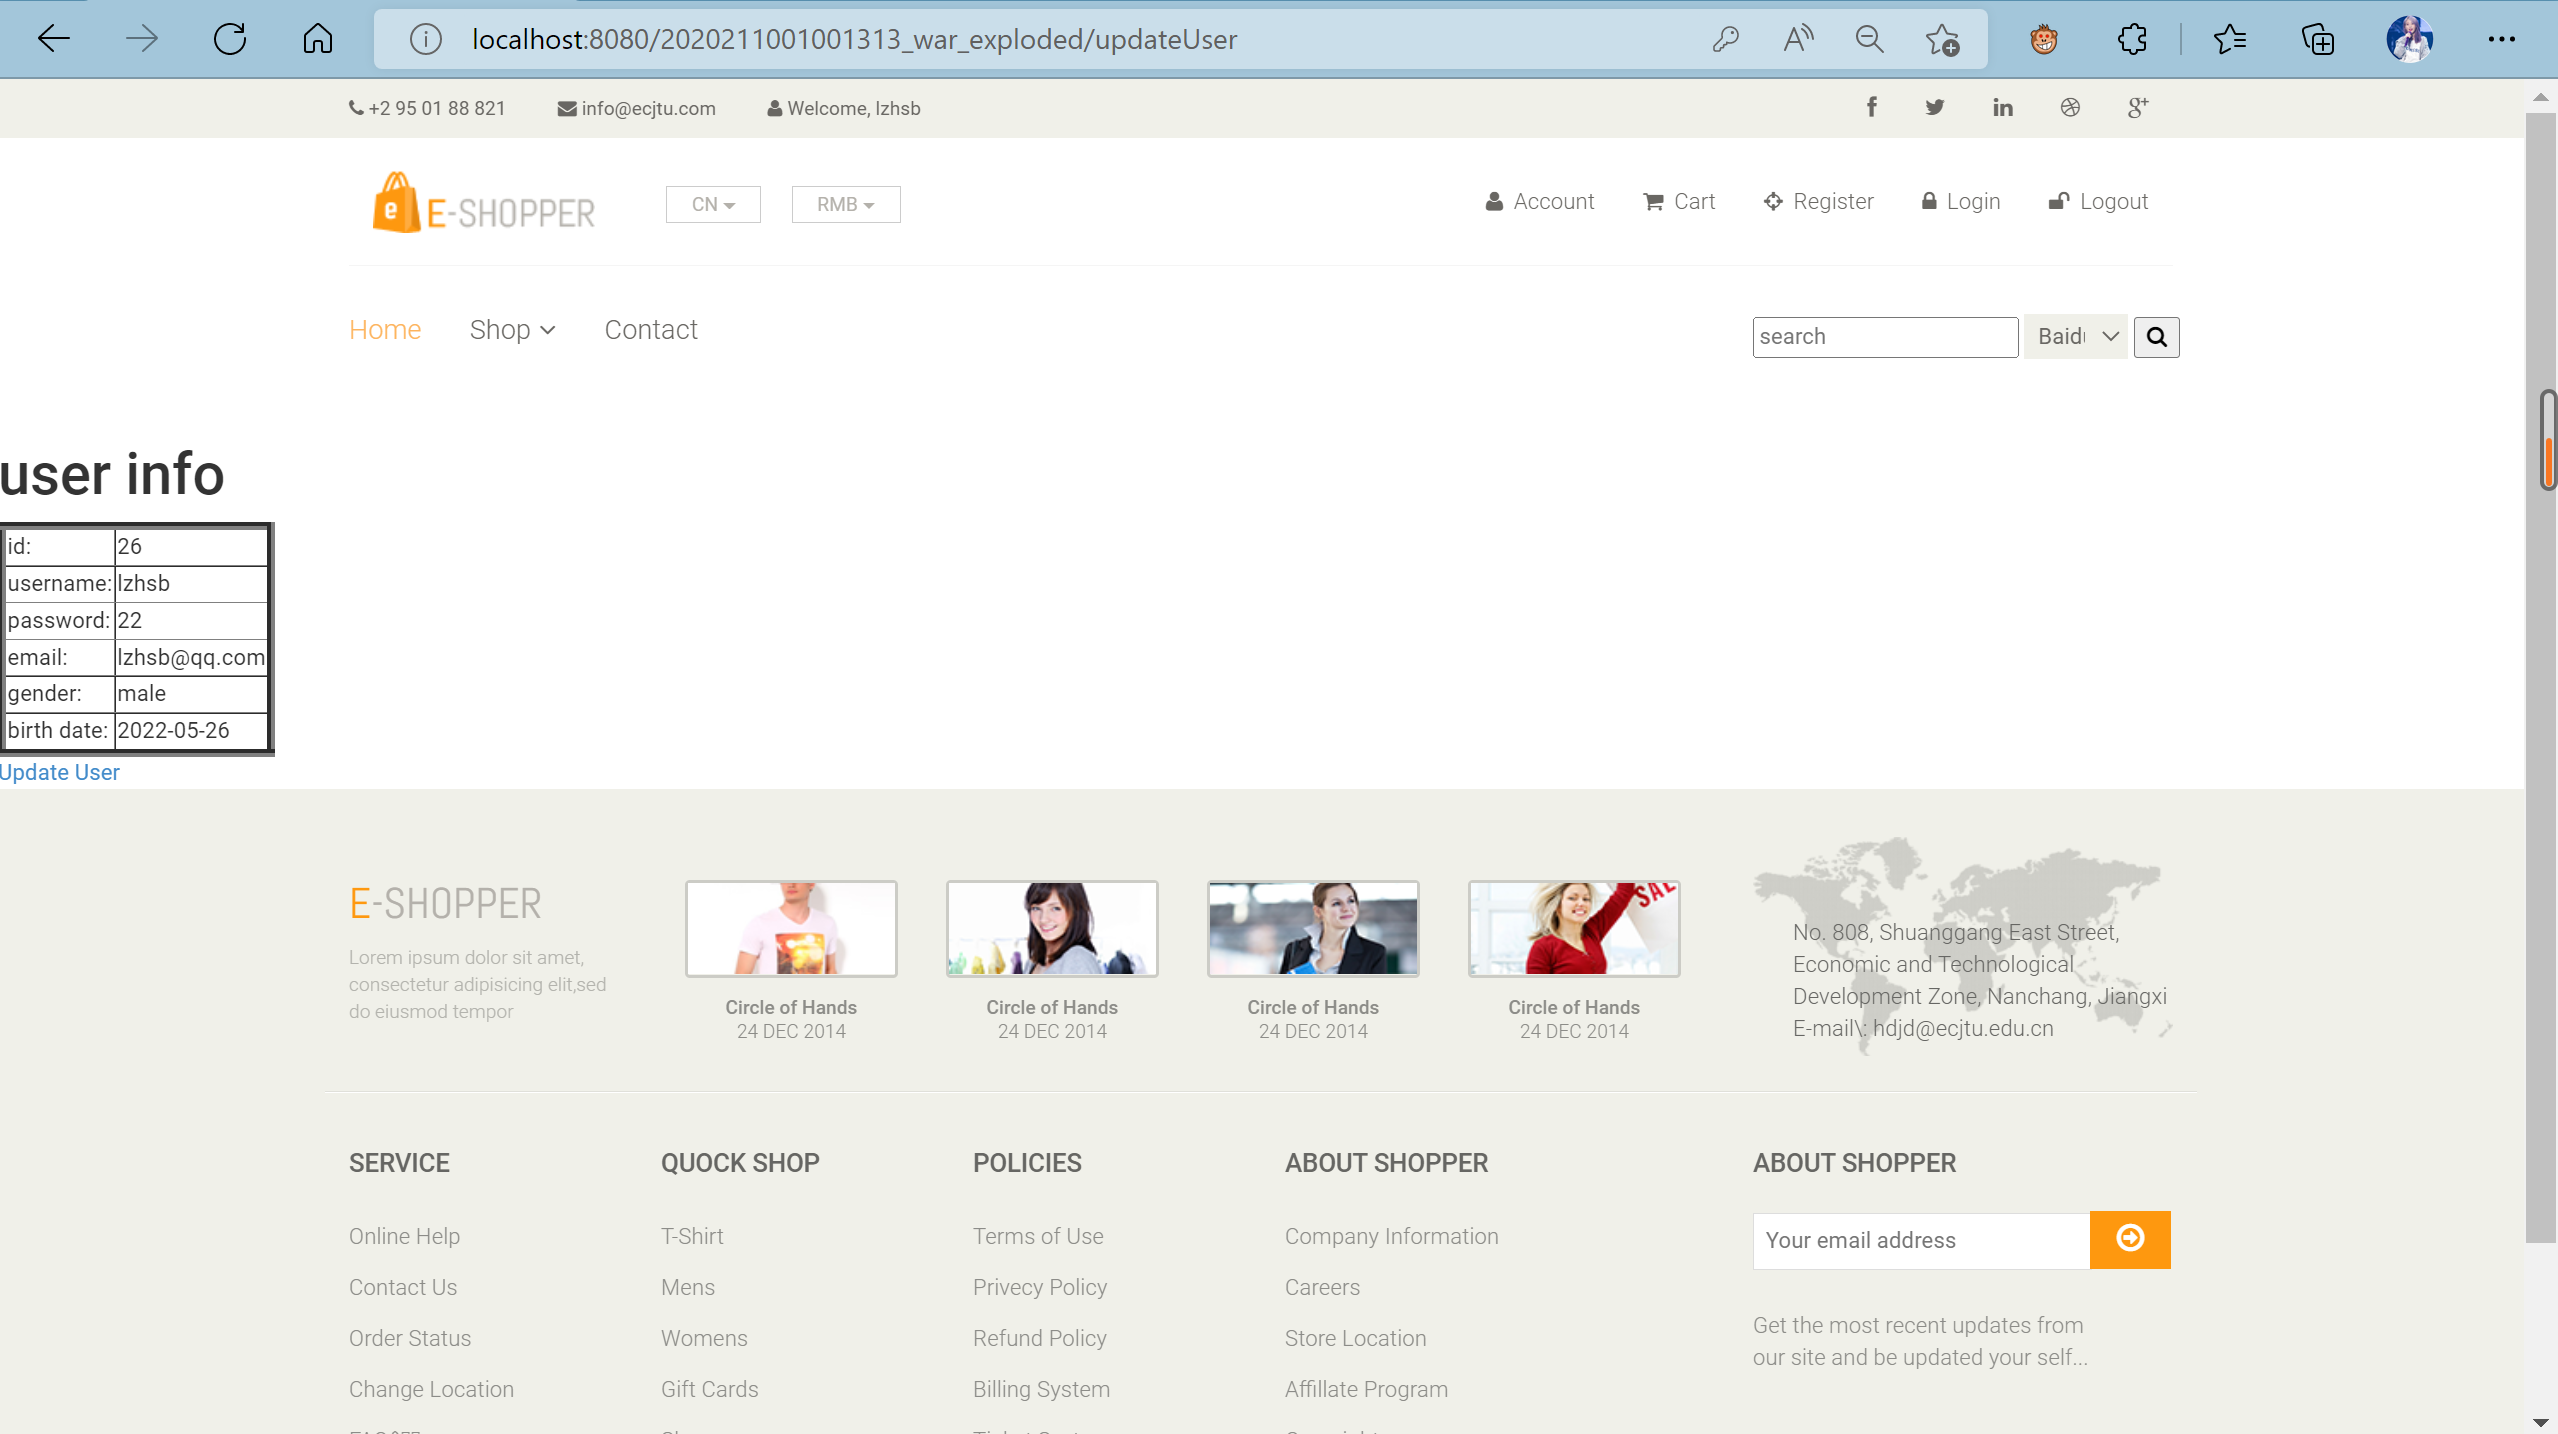 localhost:8080/2020211001001313_war_exploded/updateUser
+2 95 01 88 821 info@ecjtu.com Welcome, lzhsb
E-SHOPPER CN RMB Account Cart Register Login Logout
Home Shop Contact search Baidu
user info
id: 26
username: lzhsb
password: 22
email: lzhsb@qq.com
gender: male
birth date: 2022-05-26
Update User
E-SHOPPER
Lorem ipsum dolor sit amet,
consectetur adipisicing elit,sed
do eiusmod tempor
SALE
Circle of Hands
24 DEC 2014
Circle of Hands
24 DEC 2014
Circle of Hands
24 DEC 2014
Circle of Hands
24 DEC 2014
No. 808, Shuanggang East Street,
Economic and Technological
Development Zone, Nanchang, Jiangxi
E-mail\: hdjd@ecjtu.edu.cn
SERVICE
Online Help
Contact Us
Order Status
Change Location
QUOCK SHOP
T-Shirt
Mens
Womens
Gift Cards
POLICIES
Terms of Use
Privecy Policy
Refund Policy
Billing System
ABOUT SHOPPER
Company Information
Careers
Store Location
Affillate Program
ABOUT SHOPPER
Your email address
Get the most recent updates from
our site and be updated your self...